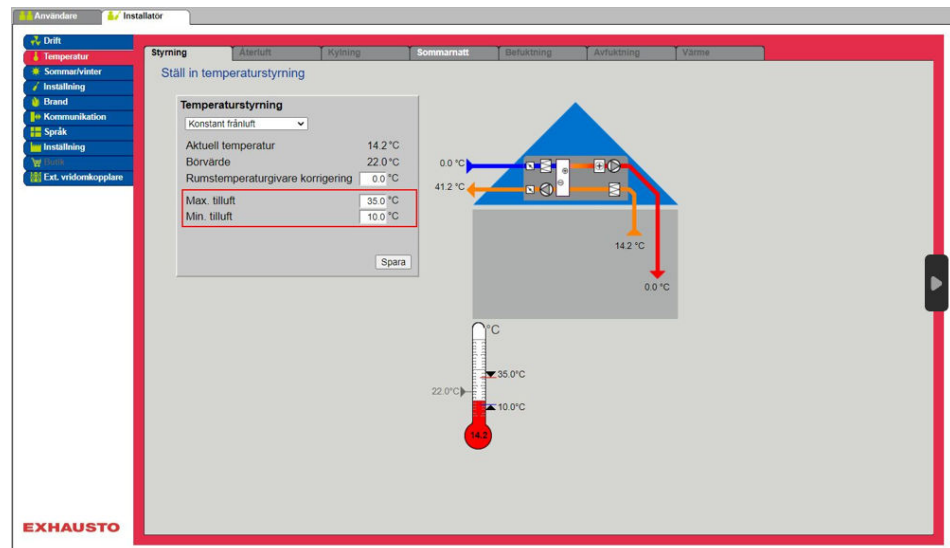 Användare
Installatör
Drift
Temperatur
Sommar/vinter
Inställning
Brand
Kommunikation
Språk
Inställning
Butik
Ext. vridomkopplare
Styrning Återluft Kylning Sommarnatt Befuktning Avfuktning Värme
Ställ in temperaturstyrning
Temperaturstyrning
Konstant frånluft
Aktuell temperatur 14.2 °C
Börvärde 22.0 °C
Rumstemperaturgivare korrigering 0.0 °C
Max. tilluft 35.0 °C
Min. tilluft 10.0 °C
Spara
0.0 °C
41.2 °C
14.2 °C
0.0 °C
°C
35.0°C
22.0°C
10.0°C
14.2
EXHAUSTO